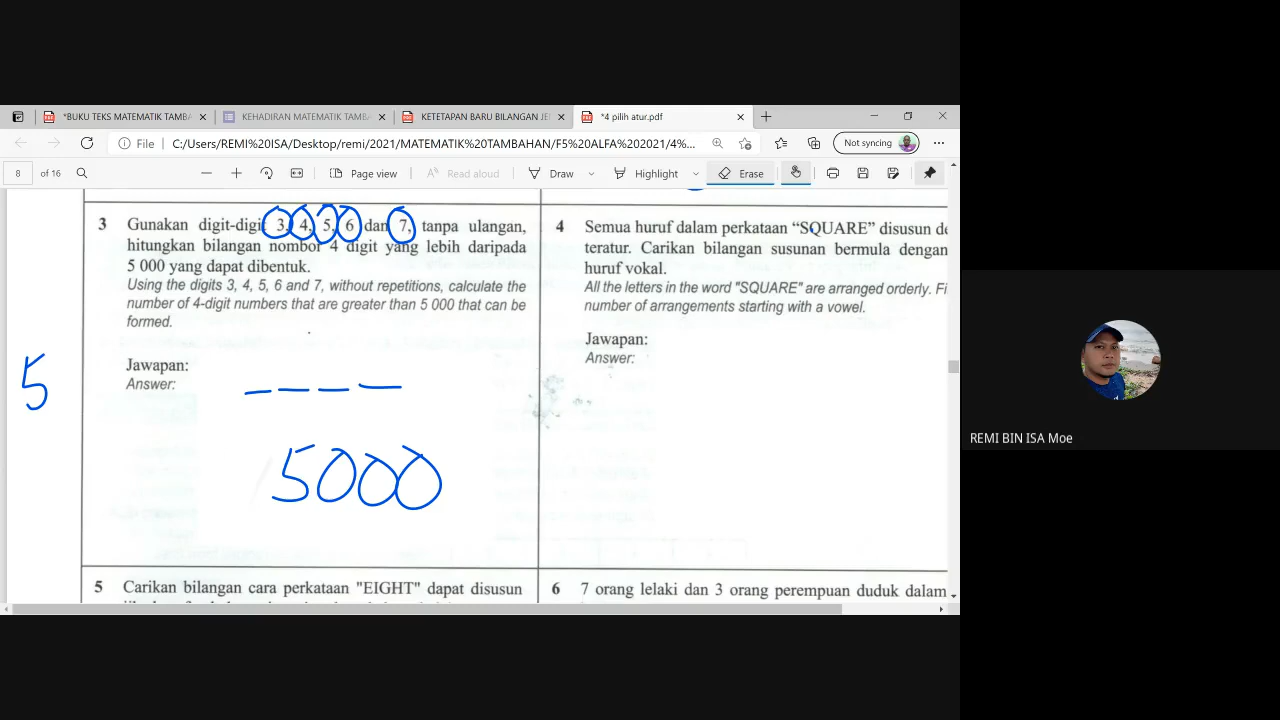 *BUKU TEKS MATEMATIK TAMBA
KEHADIRAN MATEMATIK TAMBA
KETETAPAN BARU BILANGAN JE
*4 pilih atur.pdf
File
C:/Users/REMI%20ISA/Desktop/remi/2021/MATEMATIK%20TAMBAHAN/F5%20ALFA%202021/4%...
Not syncing
8 of 16
Page view
Read aloud
Draw
Highlight
Erase
3 Gunakan digit-digit 3, 4, 5, 6 dan 7, tanpa ulangan,
hitungkan bilangan nombor 4 digit yang lebih daripada
5 000 yang dapat dibentuk.
Using the digits 3, 4, 5, 6 and 7, without repetitions, calculate the
number of 4-digit numbers that are greater than 5 000 that can be
formed.
Jawapan:
Answer:
5
5000
4 Semua huruf dalam perkataan “SQUARE” disusun de
teratur. Carikan bilangan susunan bermula dengan
huruf vokal.
All the letters in the word "SQUARE" are arranged orderly. Fi
number of arrangements starting with a vowel.
Jawapan:
Answer:
5 Carikan bilangan cara perkataan "EIGHT" dapat disusun
6 7 orang lelaki dan 3 orang perempuan duduk dalam
REMI BIN ISA Moe